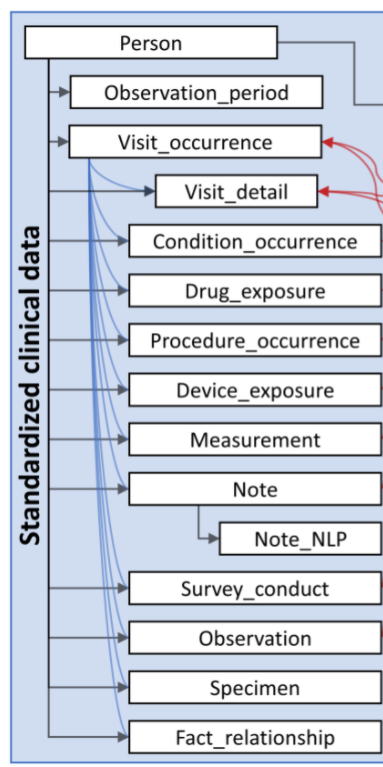 Person
Observation_period
Visit_occurrence
Visit_detail
Condition_occurrence
Drug_exposure
Procedure_occurrence
Device_exposure
Measurement
Note
Note_NLP
Survey_conduct
Observation
Specimen
Fact_relationship
Standardized clinical data